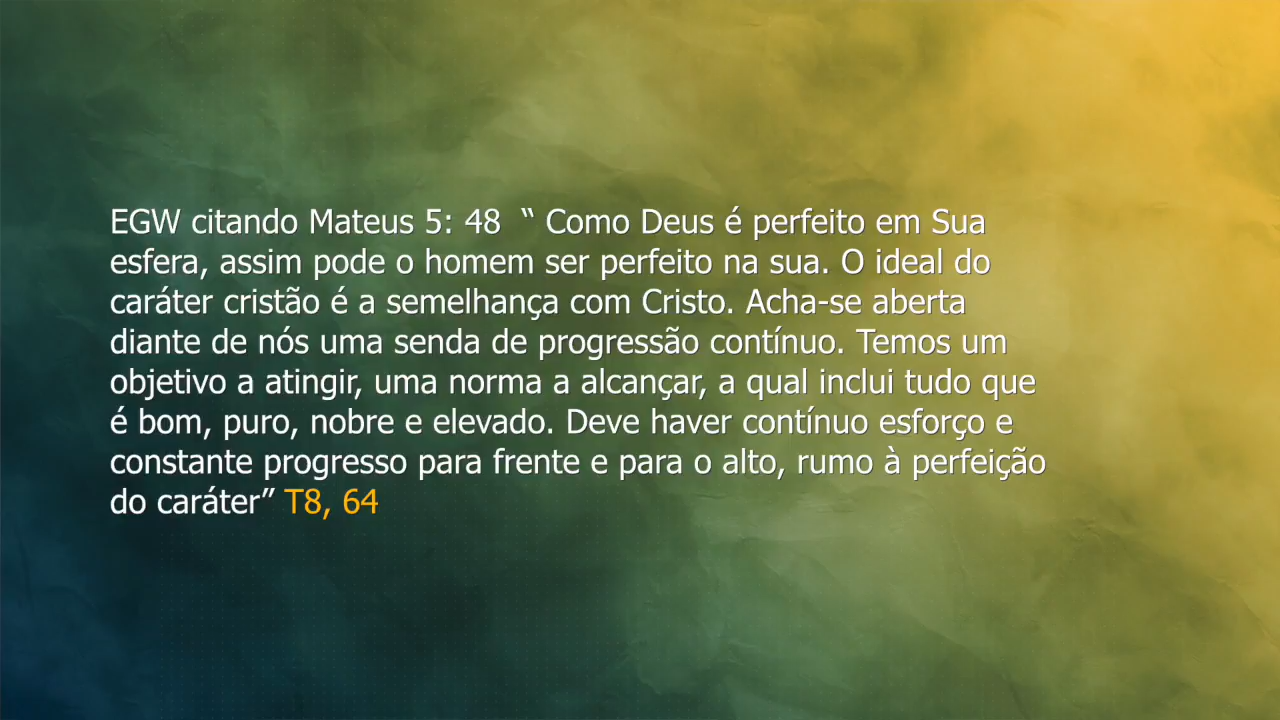 EGW citando Mateus 5: 48  “ Como Deus é perfeito em Sua
esfera, assim pode o homem ser perfeito na sua. O ideal do
caráter cristão é a semelhança com Cristo. Acha-se aberta
diante de nós uma senda de progressão contínuo. Temos um
objetivo a atingir, uma norma a alcançar, a qual inclui tudo que
é bom, puro, nobre e elevado. Deve haver contínuo esforço e
constante progresso para frente e para o alto, rumo à perfeição
do caráter” T8, 64